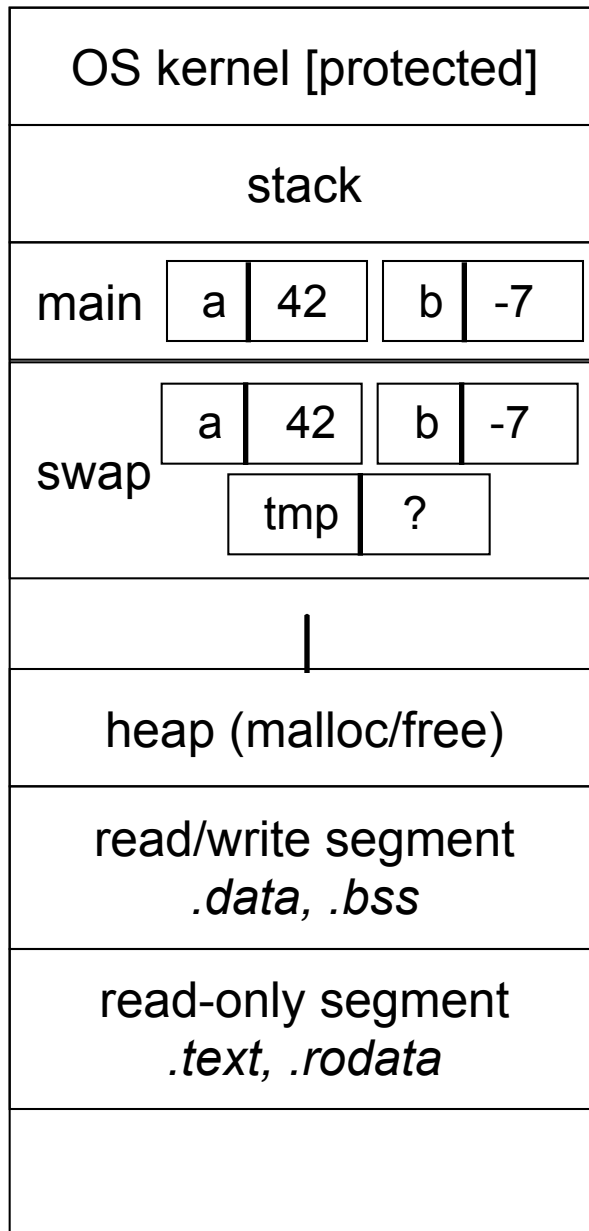 OS kernel [protected]
stack
main a 42 b -7
a 42 b -7
swap
tmp ?
heap (malloc/free)
read/write segment
.data, .bss
read-only segment
.text, .rodata